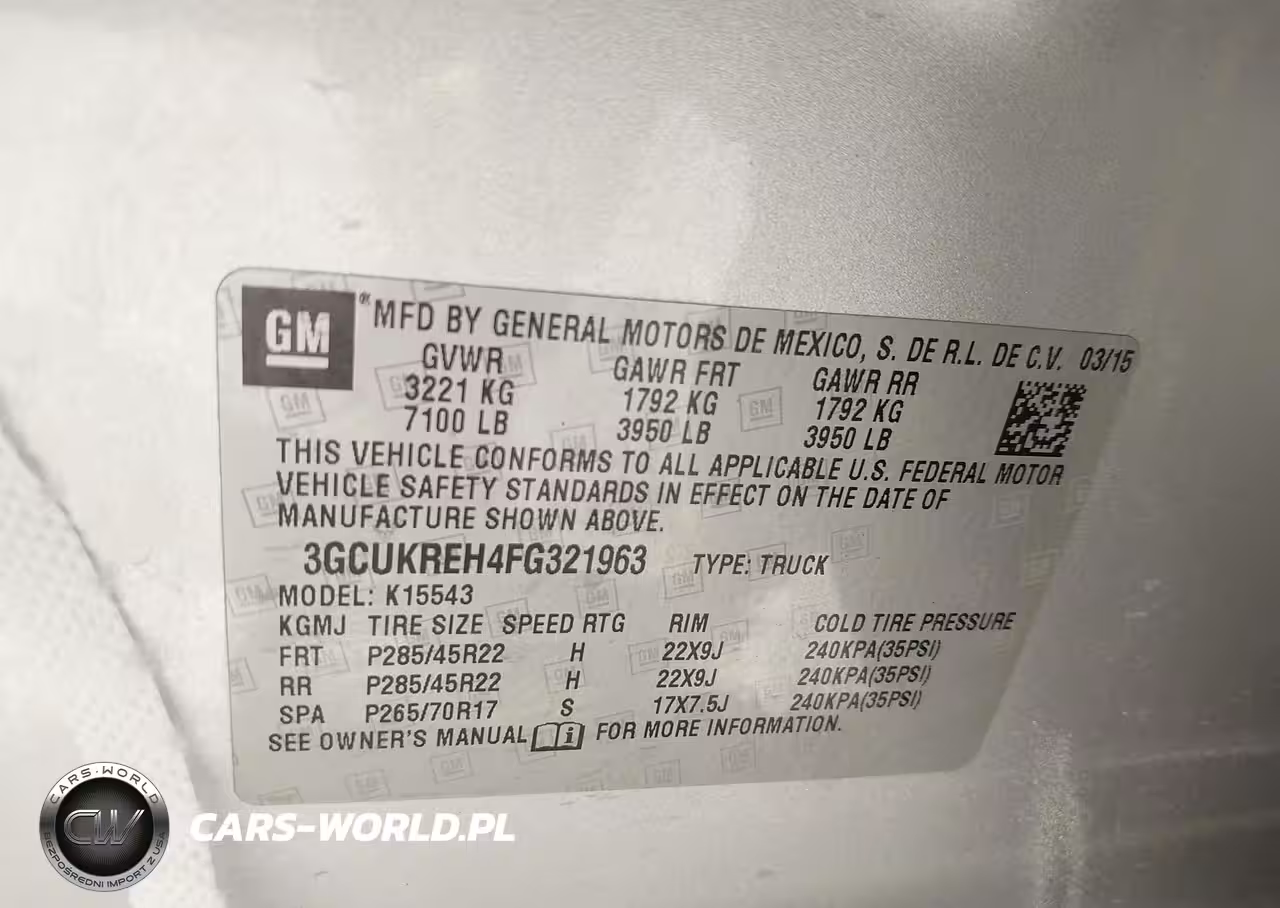 GM
® MFD BY GENERAL MOTORS DE MEXICO, S. DE R.L. DE C.V. 03/15
GVWR GAWR FRT GAWR RR
3221 KG 1792 KG 1792 KG
7100 LB 3950 LB 3950 LB
THIS VEHICLE CONFORMS TO ALL APPLICABLE U.S. FEDERAL MOTOR
VEHICLE SAFETY STANDARDS IN EFFECT ON THE DATE OF
MANUFACTURE SHOWN ABOVE.
3GCUKREH4FG321963 TYPE: TRUCK
MODEL: K15543
KGMJ TIRE SIZE SPEED RTG RIM COLD TIRE PRESSURE
FRT P285/45R22 H 22X9J 240KPA(35PSI)
RR P285/45R22 H 22X9J 240KPA(35PSI)
SPA P265/70R17 S 17X7.5J 240KPA(35PSI)
SEE OWNER'S MANUAL i FOR MORE INFORMATION.
CARS-WORLD
CW
BEZPOŚREDNI IMPORT Z USA
CARS-WORLD.PL